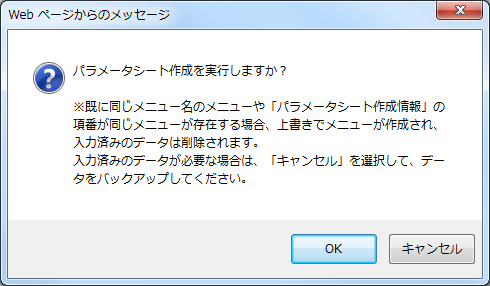 Web ページからのメッセージ
パラメータシート作成を実行しますか？
※既に同じメニュー名のメニューや「パラメータシート作成情報」の
項番が同じメニューが存在する場合、上書きでメニューが作成され、
入力済みのデータは削除されます。
入力済みのデータが必要な場合は、「キャンセル」を選択して、デー
タをバックアップしてください。
OK
キャンセル